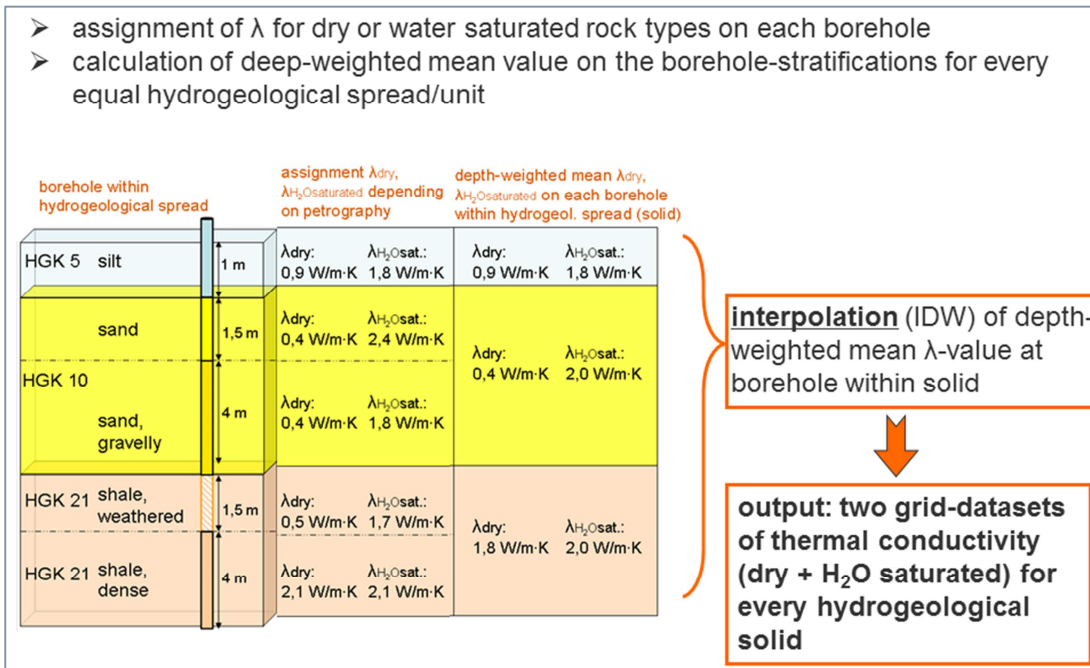 ➢ assignment of λ for dry or water saturated rock types on each borehole
➢ calculation of deep-weighted mean value on the borehole-stratifications for every
equal hydrogeological spread/unit
borehole within
hydrogeological spread
assignment λdry,
λH₂Osaturated depending
on petrography
depth-weighted mean λdry,
λH₂Osaturated on each borehole
within hydrogeol. spread (solid)
HGK 5 silt
1 m
λdry: λH₂Osat.:
0,9 W/m·K 1,8 W/m·K
λdry: λH₂Osat.:
0,9 W/m·K 1,8 W/m·K
sand
1,5 m
λdry: λH₂Osat.:
0,4 W/m·K 2,4 W/m·K
HGK 10
sand,
gravelly
4 m
λdry: λH₂Osat.:
0,4 W/m·K 1,8 W/m·K
λdry: λH₂Osat.:
0,4 W/m·K 2,0 W/m·K
HGK 21 shale,
weathered
1,5 m
λdry: λH₂Osat.:
0,5 W/m·K 1,7 W/m·K
HGK 21 shale,
dense
4 m
λdry: λH₂Osat.:
2,1 W/m·K 2,1 W/m·K
λdry: λH₂Osat.:
1,8 W/m·K 2,0 W/m·K
interpolation (IDW) of depth-
weighted mean λ-value at
borehole within solid
output: two grid-datasets
of thermal conductivity
(dry + H₂O saturated) for
every hydrogeological
solid